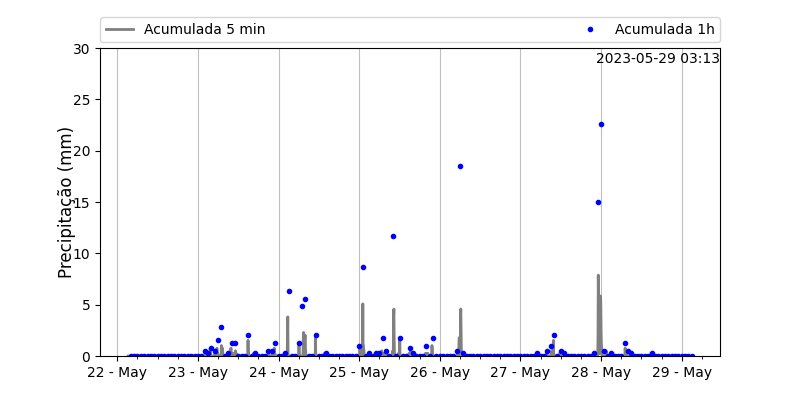 Acumulada 5 min
Acumulada 1h
2023-05-29 03:13
Precipitação (mm)
30
25
20
15
10
5
0
22 - May
23 - May
24 - May
25 - May
26 - May
27 - May
28 - May
29 - May